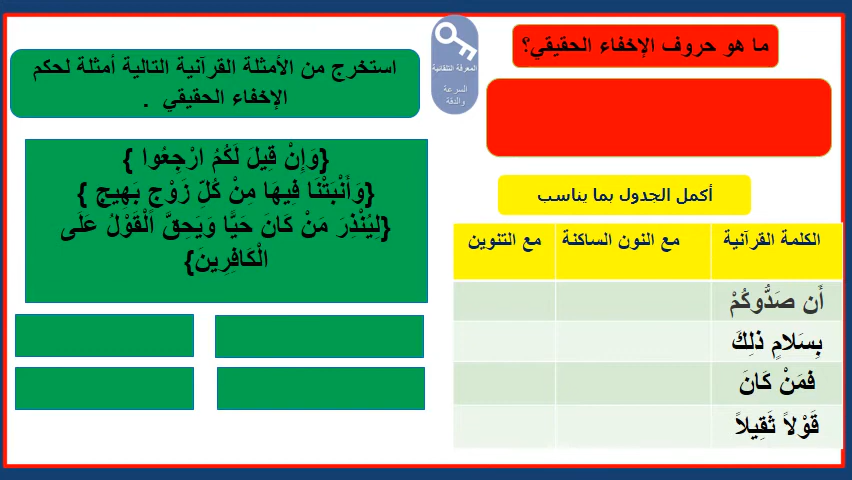 ما هو حروف الإخفاء الحقيقي؟
المعرفة التلقائية
السرعة
والدقة
استخرج من الأمثلة القرآنية التالية أمثلة لحكم
الإخفاء الحقيقي .
{وَإِنْ قِيلَ لَكُمُ ارْجِعُوا }
{وَأَنْبَتْنَا فِيهَا مِنْ كُلِّ زَوْجٍ بَهِيجٍ }
{لِيُنْذِرَ مَنْ كَانَ حَيًّا وَيَحِقَّ الْقَوْلُ عَلَى
الْكَافِرِينَ}
أكمل الجدول بما يناسب
الكلمة القرآنية مع النون الساكنة مع التنوين
أَن صَدُّوكُمْ
بِسَلامٍ ذلِكَ
فَمَنْ كَانَ
قَوْلاً ثَقِيلاً